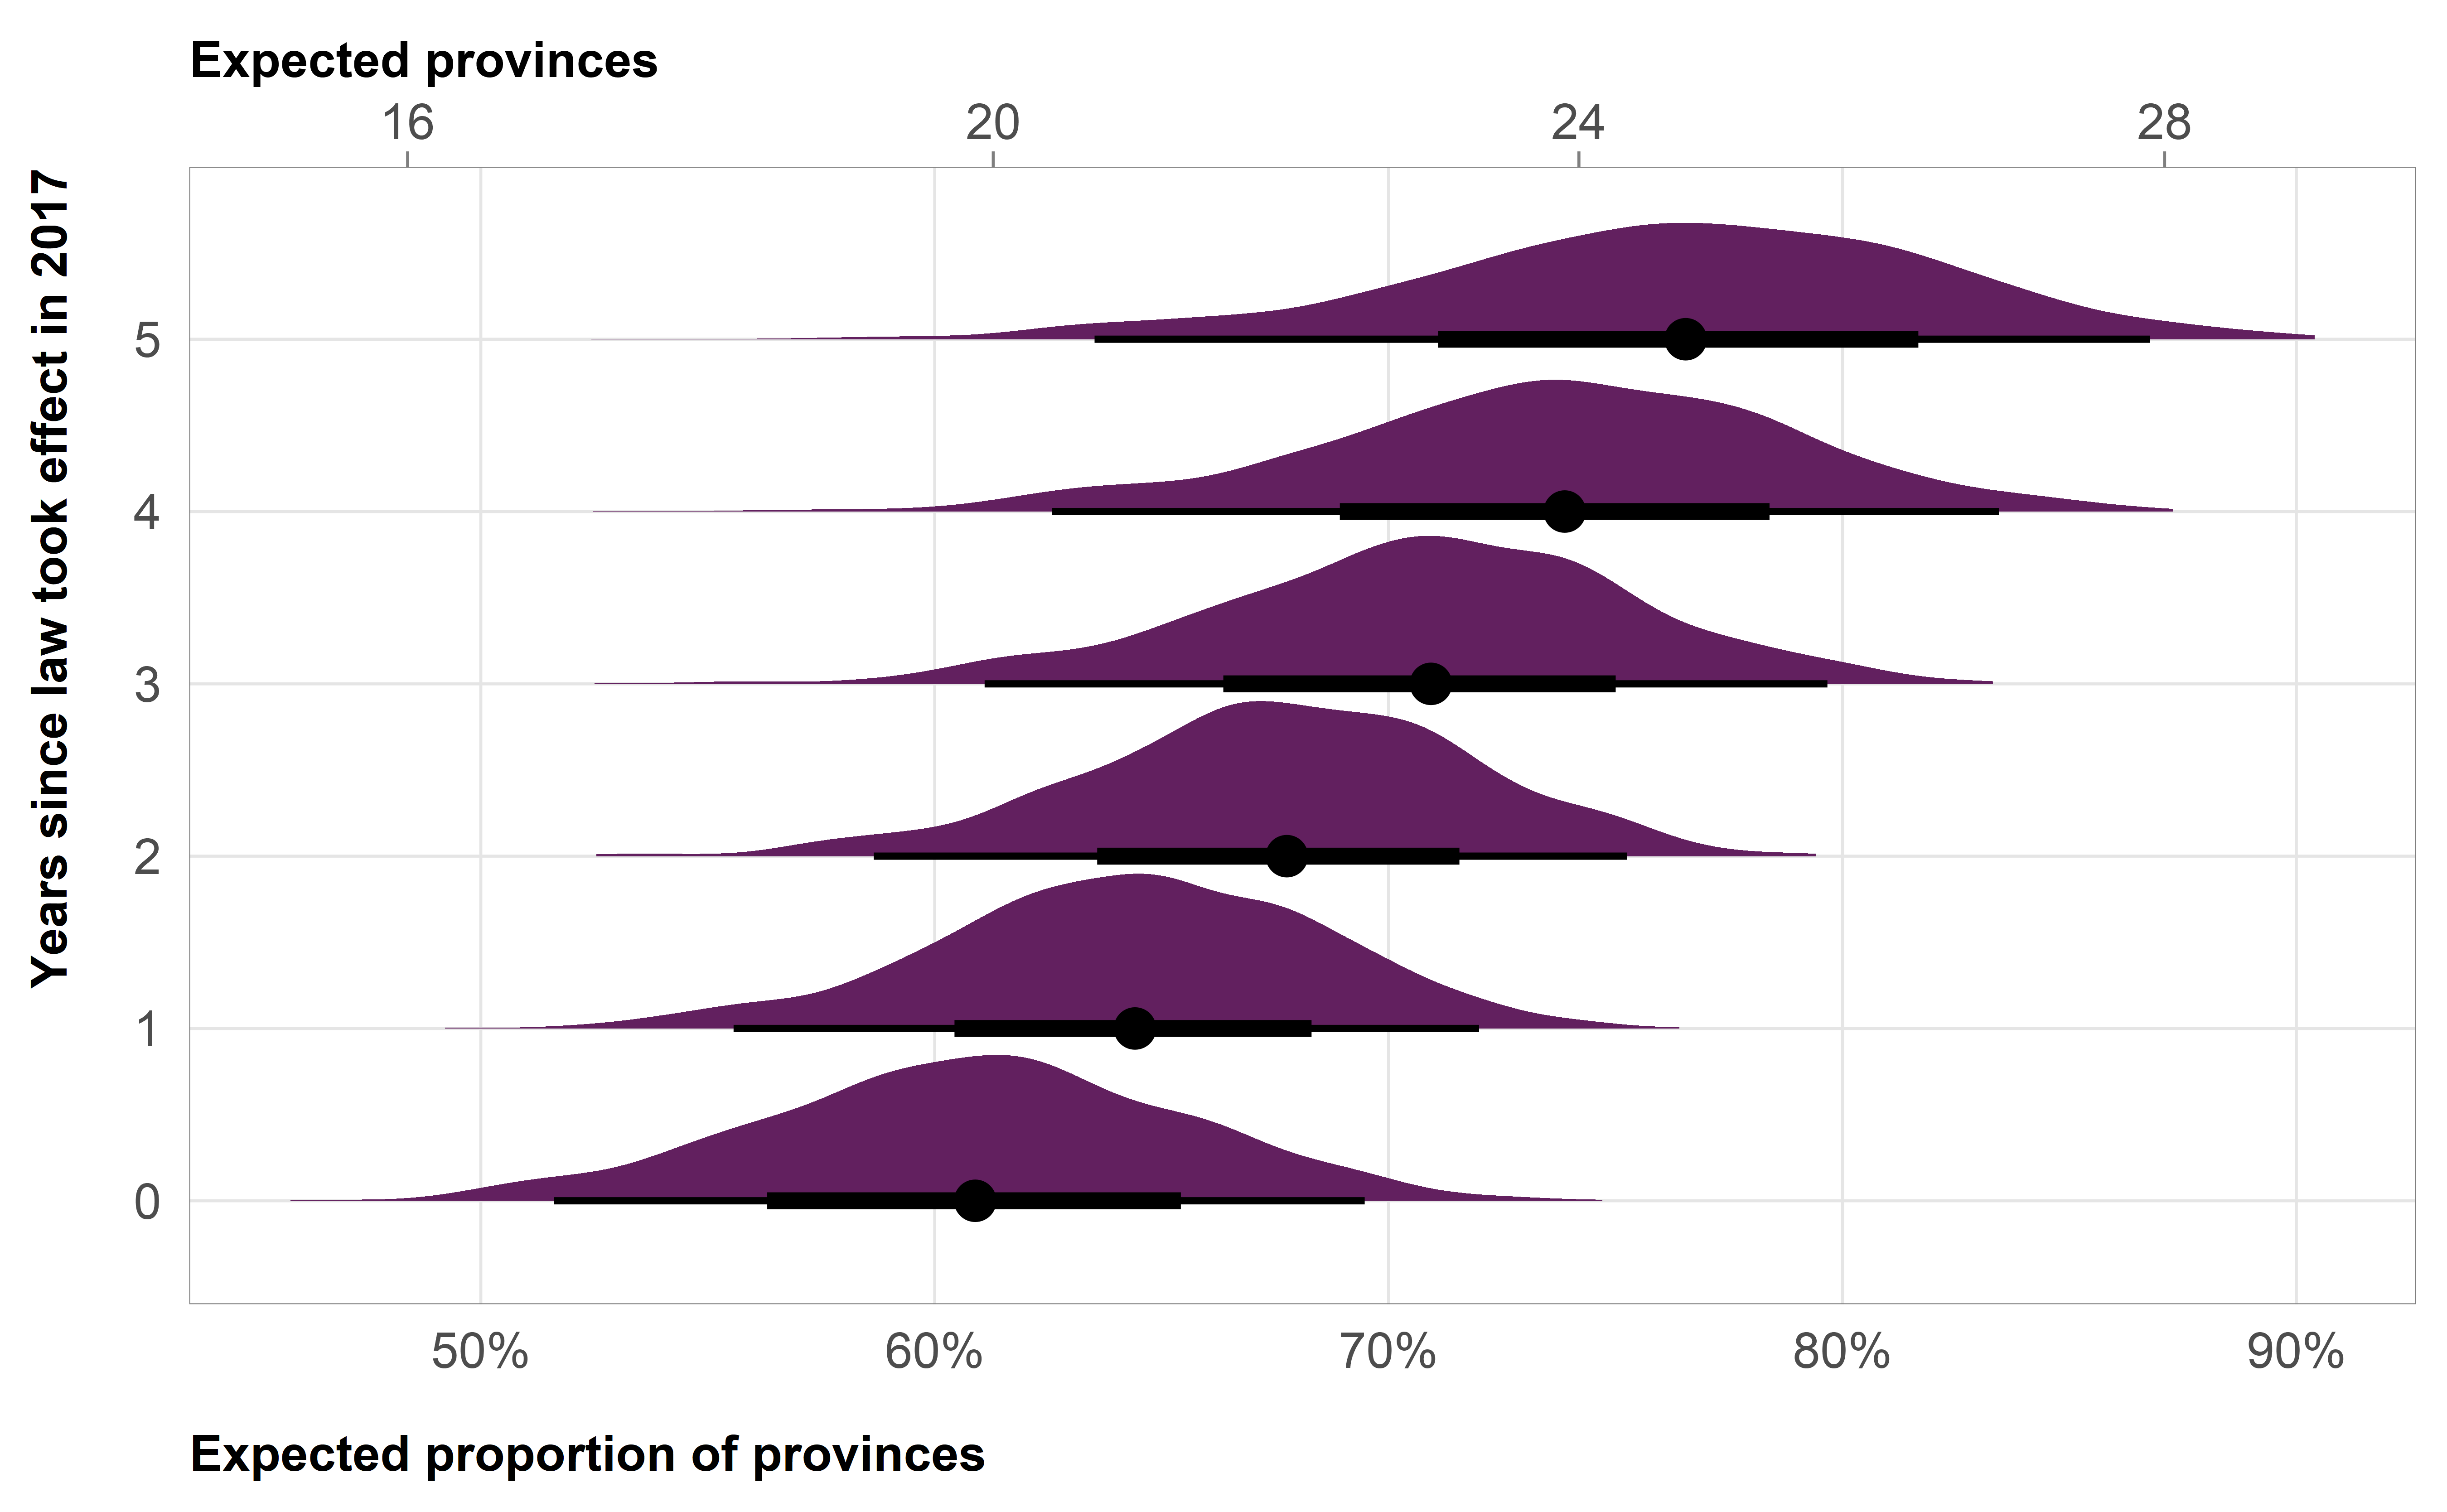 Expected provinces
16 20 24 28
Years since law took effect in 2017
5
4
3
2
1
0
50% 60% 70% 80% 90%
Expected proportion of provinces